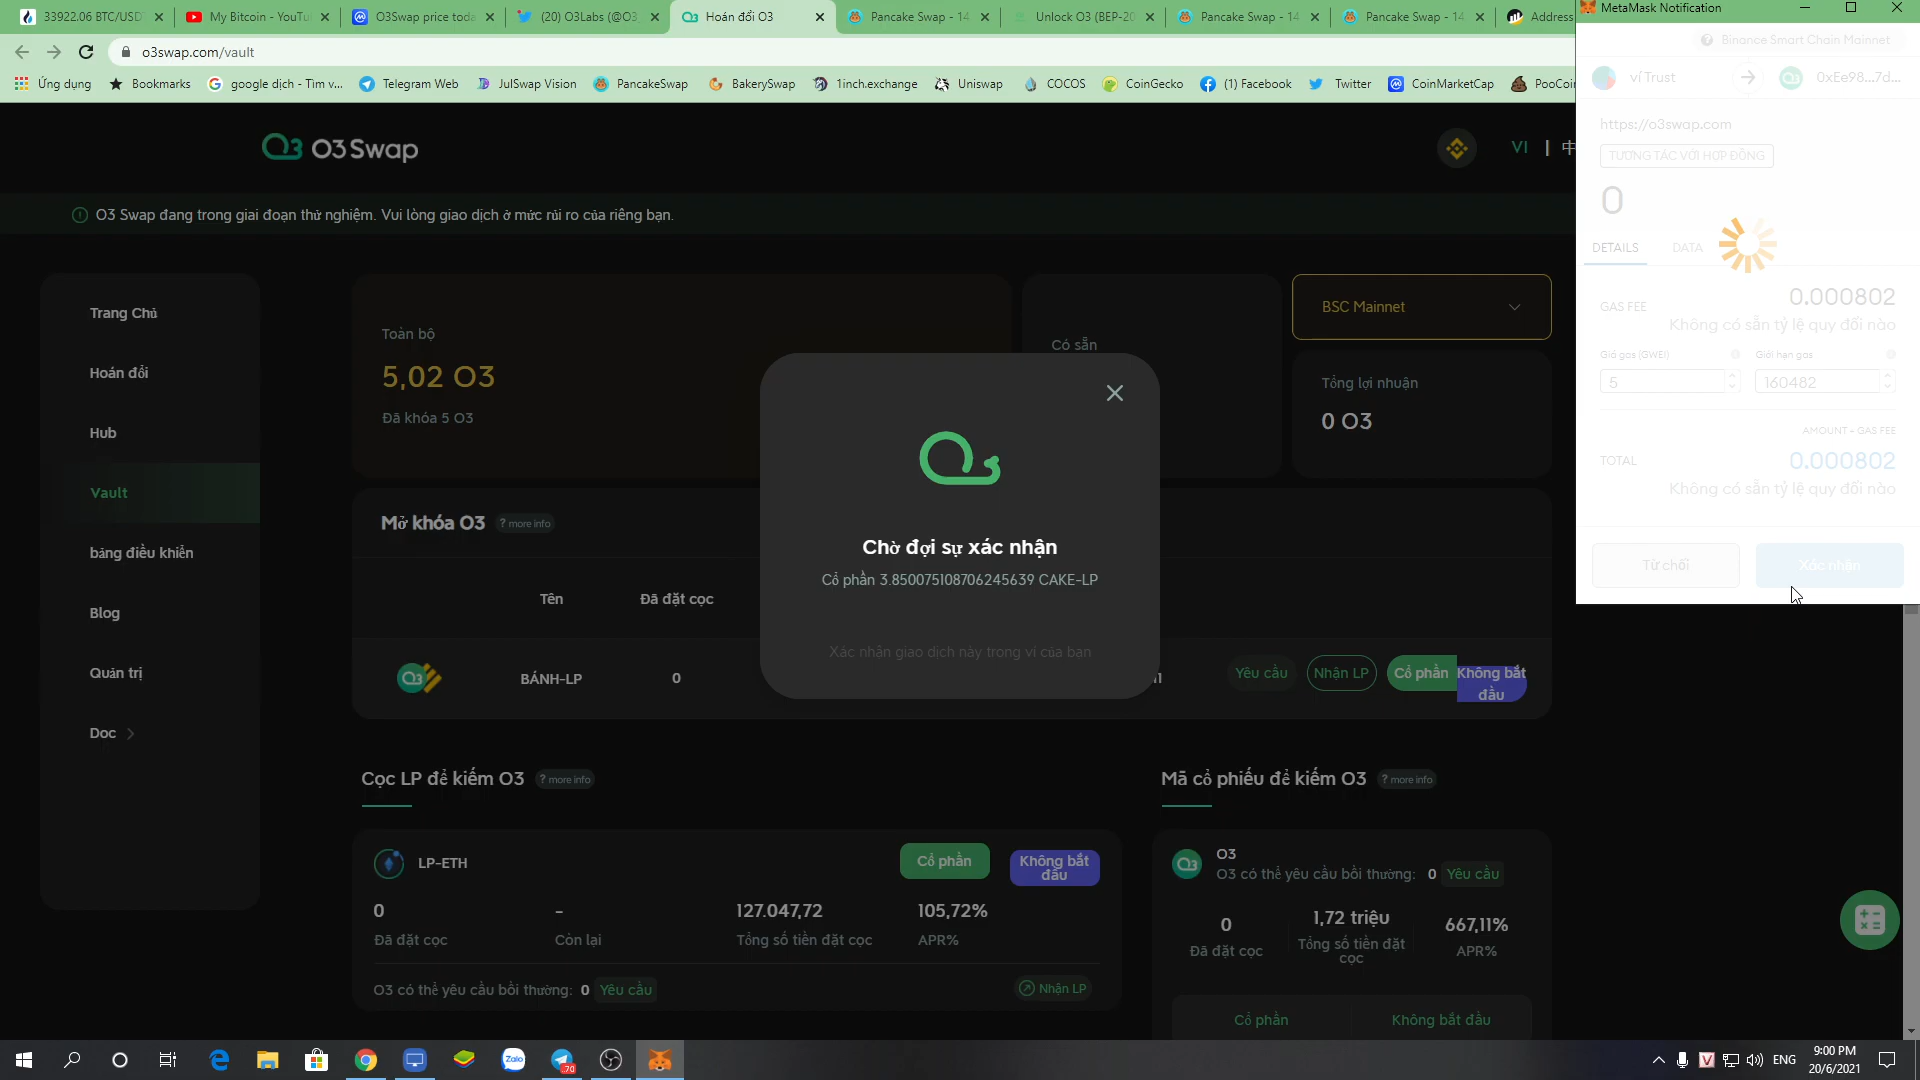 33922.06 BTC/USD
My Bitcoin - YouTu
O3Swap price toda
(20) O3Labs (@O3
Hoán đổi O3
Pancake Swap - 14
Unlock O3 (BEP-20
Pancake Swap - 14
Pancake Swap - 14
Address
MetaMask Notification
o3swap.com/vault
Ứng dụng
Bookmarks
google dịch - Tìm v...
Telegram Web
JulSwap Vision
PancakeSwap
BakerySwap
1inch.exchange
Uniswap
COCOS
CoinGecko
(1) Facebook
Twitter
CoinMarketCap
PooCoin
Binance Smart Chain Mainnet
ví Trust
0xEe98...7d...
https://o3swap.com
TƯƠNG TÁC VỚI HỢP ĐỒNG
0
DETAILS
DATA
GAS FEE
0.000802
Không có sẵn tỷ lệ quy đổi nào
Giá gas (GWEI)
Giới hạn gas
5
160482
AMOUNT + GAS FEE
TOTAL
0.000802
Không có sẵn tỷ lệ quy đổi nào
Từ chối
Xác nhận
O3 Swap
VI | 中
O3 Swap đang trong giai đoạn thử nghiệm. Vui lòng giao dịch ở mức rủi ro của riêng bạn.
Trang Chủ
Hoán đổi
Hub
Vault
bảng điều khiển
Blog
Quản trị
Doc
Toàn bộ
5,02 O3
Đã khóa 5 O3
Có sẵn
BSC Mainnet
Tổng lợi nhuận
0 O3
Mở khóa O3
? more info
Tên
Đã đặt cọc
BÁNH-LP
0
Yêu cầu
Nhận LP
Cổ phần
Không bắt
đầu
Chờ đợi sự xác nhận
Cổ phần 3.850075108706245639 CAKE-LP
Xác nhận giao dịch này trong ví của bạn
Cọc LP để kiếm O3
? more info
Mã cổ phiếu để kiếm O3
? more info
LP-ETH
Cổ phần
Không bắt
đầu
0
-
127.047,72
105,72%
Đã đặt cọc
Còn lại
Tổng số tiền đặt cọc
APR%
O3 có thể yêu cầu bồi thường: 0 Yêu cầu
Nhận LP
O3
O3 có thể yêu cầu bồi thường: 0 Yêu cầu
0
1,72 triệu
667,11%
Đã đặt cọc
Tổng số tiền đặt
cọc
APR%
Cổ phần
Không bắt đầu
Zalo
70
ENG
9:00 PM
20/6/2021